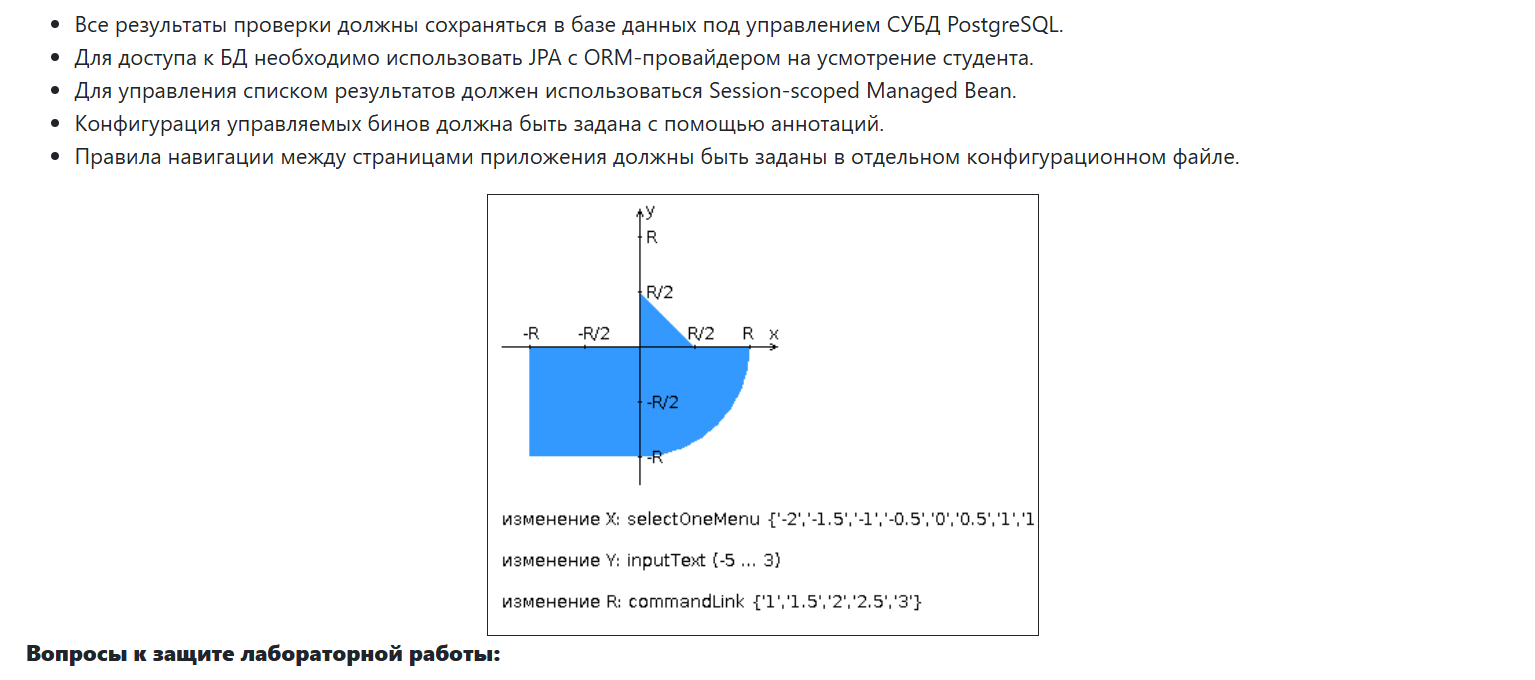 Все результаты проверки должны сохраняться в базе данных под управлением СУБД PostgreSQL.
Для доступа к БД необходимо использовать JPA с ORM-провайдером на усмотрение студента.
Для управления списком результатов должен использоваться Session-scoped Managed Bean.
Конфигурация управляемых бинов должна быть задана с помощью аннотаций.
Правила навигации между страницами приложения должны быть заданы в отдельном конфигурационном файле.
y
R
R/2
-R -R/2 R/2 R x
-R/2
-R
изменение X: selectOneMenu {'-2','-1.5','-1','-0.5','0','0.5','1','1
изменение Y: inputText (-5 ... 3)
изменение R: commandLink {'1','1.5','2','2.5','3'}
Вопросы к защите лабораторной работы: